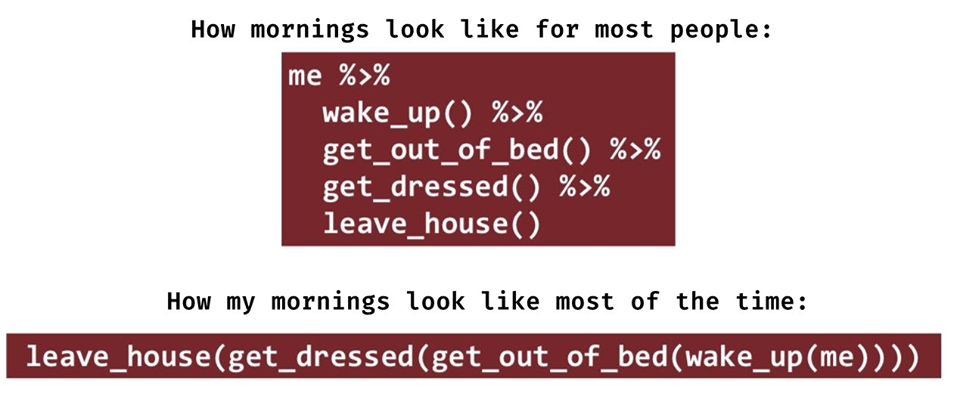 How mornings look like for most people:
me %>%
wake_up() %>%
get_out_of_bed() %>%
get_dressed() %>%
leave_house()
How my mornings look like most of the time:
leave_house(get_dressed(get_out_of_bed(wake_up(me))))